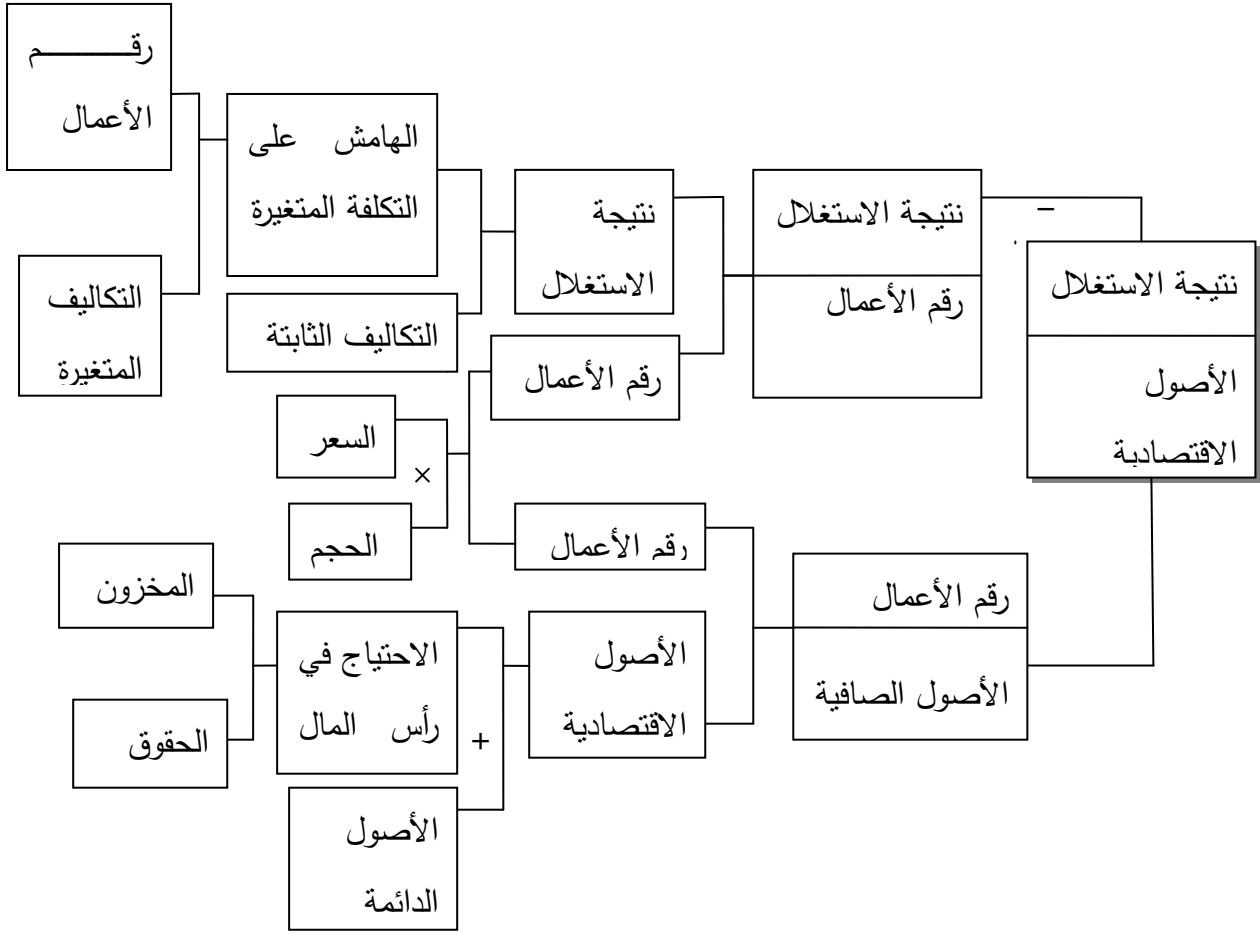 رقم
الأعمال
الهامش على
التكلفة المتغيرة
نتيجة
الاستغلال
نتيجة الاستغلال
رقم الأعمال
–
نتيجة الاستغلال
الأصول
الاقتصادية
التكاليف
المتغيرة
التكاليف الثابتة
رقم الأعمال
السعر
×
الحجم
رقم الأعمال
رقم الأعمال
الأصول الصافية
المخزون
الحقوق
الاحتياج في
رأس المال
+
الأصول
الاقتصادية
الأصول
الدائمة